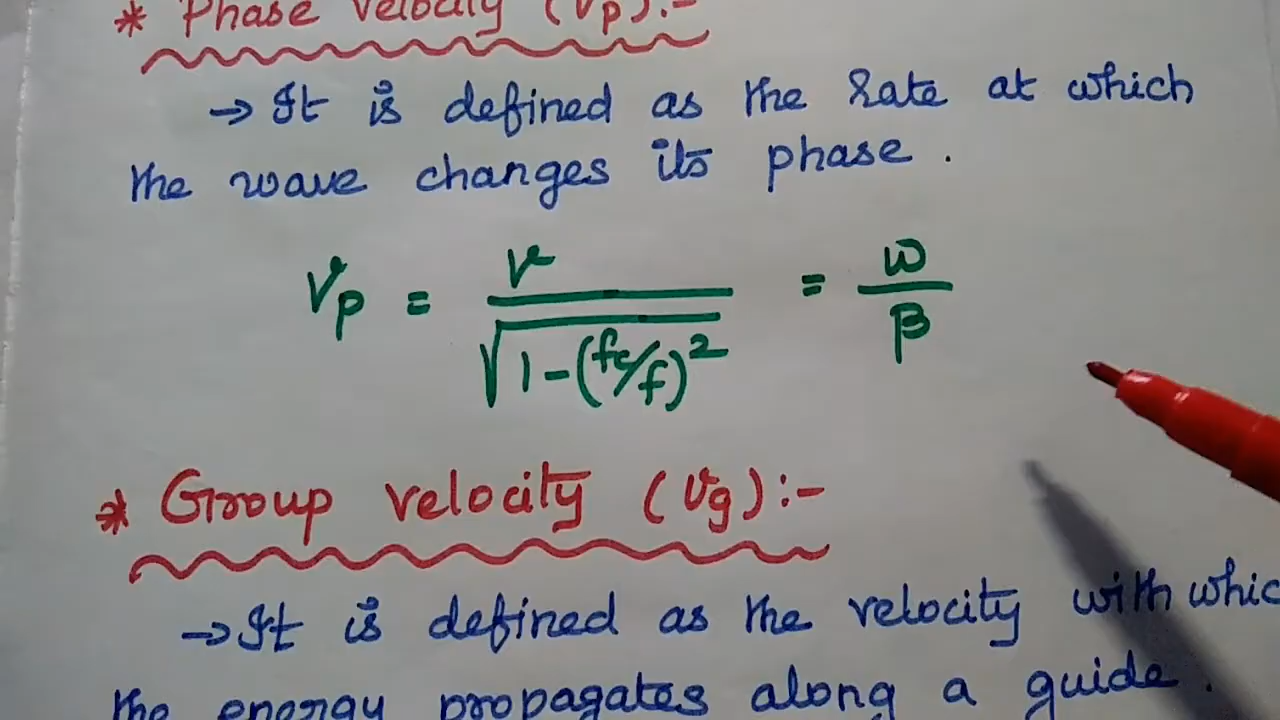 * Phase velocity (Vp):-
→ It is defined as the rate at which
the wave changes its phase.
Vp = v / √1-(fc/f)² = ω/β
* Group velocity (Vg):-
→ It is defined as the velocity with whic
the energy propagates along a guide.